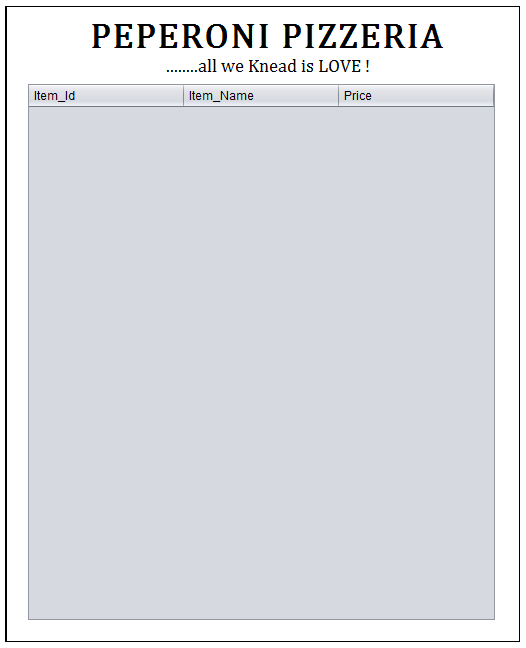 PEPERONI PIZZERIA
........all we Knead is LOVE !
Item_Id Item_Name Price